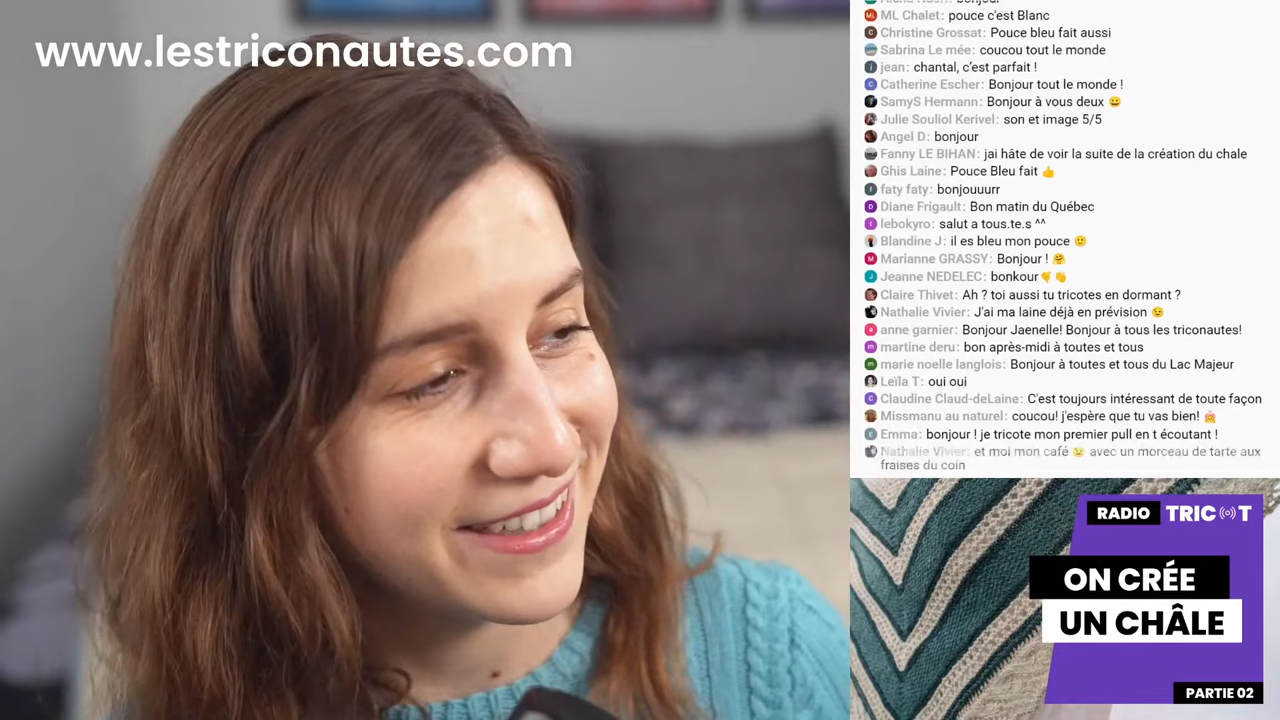 www.lestriconautes.com
ML Chalet: pouce c'est Blanc
Christine Grossat: Pouce bleu fait aussi
Sabrina Le mée: coucou tout le monde
jean: chantal, c'est parfait !
Catherine Escher: Bonjour tout le monde !
SamyS Hermann: Bonjour à vous deux 😀
Julie Souliol Kerivel: son et image 5/5
Angel D: bonjour
Fanny LE BIHAN: jai hâte de voir la suite de la création du chale
Ghis Laine: Pouce Bleu fait 👍
faty faty: bonjouuurr
Diane Frigault: Bon matin du Québec
lebokyro: salut a tous.te.s ^^
Blandine J: il es bleu mon pouce 🙂
Marianne GRASSY: Bonjour ! 🤗
Jeanne NEDELEC: bonkour
Claire Thivet: Ah ? toi aussi tu tricotes en dormant ?
Nathalie Vivier: J'ai ma laine déjà en prévision 😉
anne garnier: Bonjour Jaenelle! Bonjour à tous les triconautes!
martine deru: bon après-midi à toutes et tous
marie noelle langlois: Bonjour à toutes et tous du Lac Majeur
Leïla T: oui oui
Claudine Claud-deLaine: C'est toujours intéressant de toute façon
Missmanu au naturel: coucou! j'espère que tu vas bien!
Emma: bonjour ! je tricote mon premier pull en t écoutant !
Nathalie Vivier: et moi mon café 😉 avec un morceau de tarte aux
fraises du coin
RADIO TRICOT
ON CRÉE
UN CHÂLE
PARTIE 02